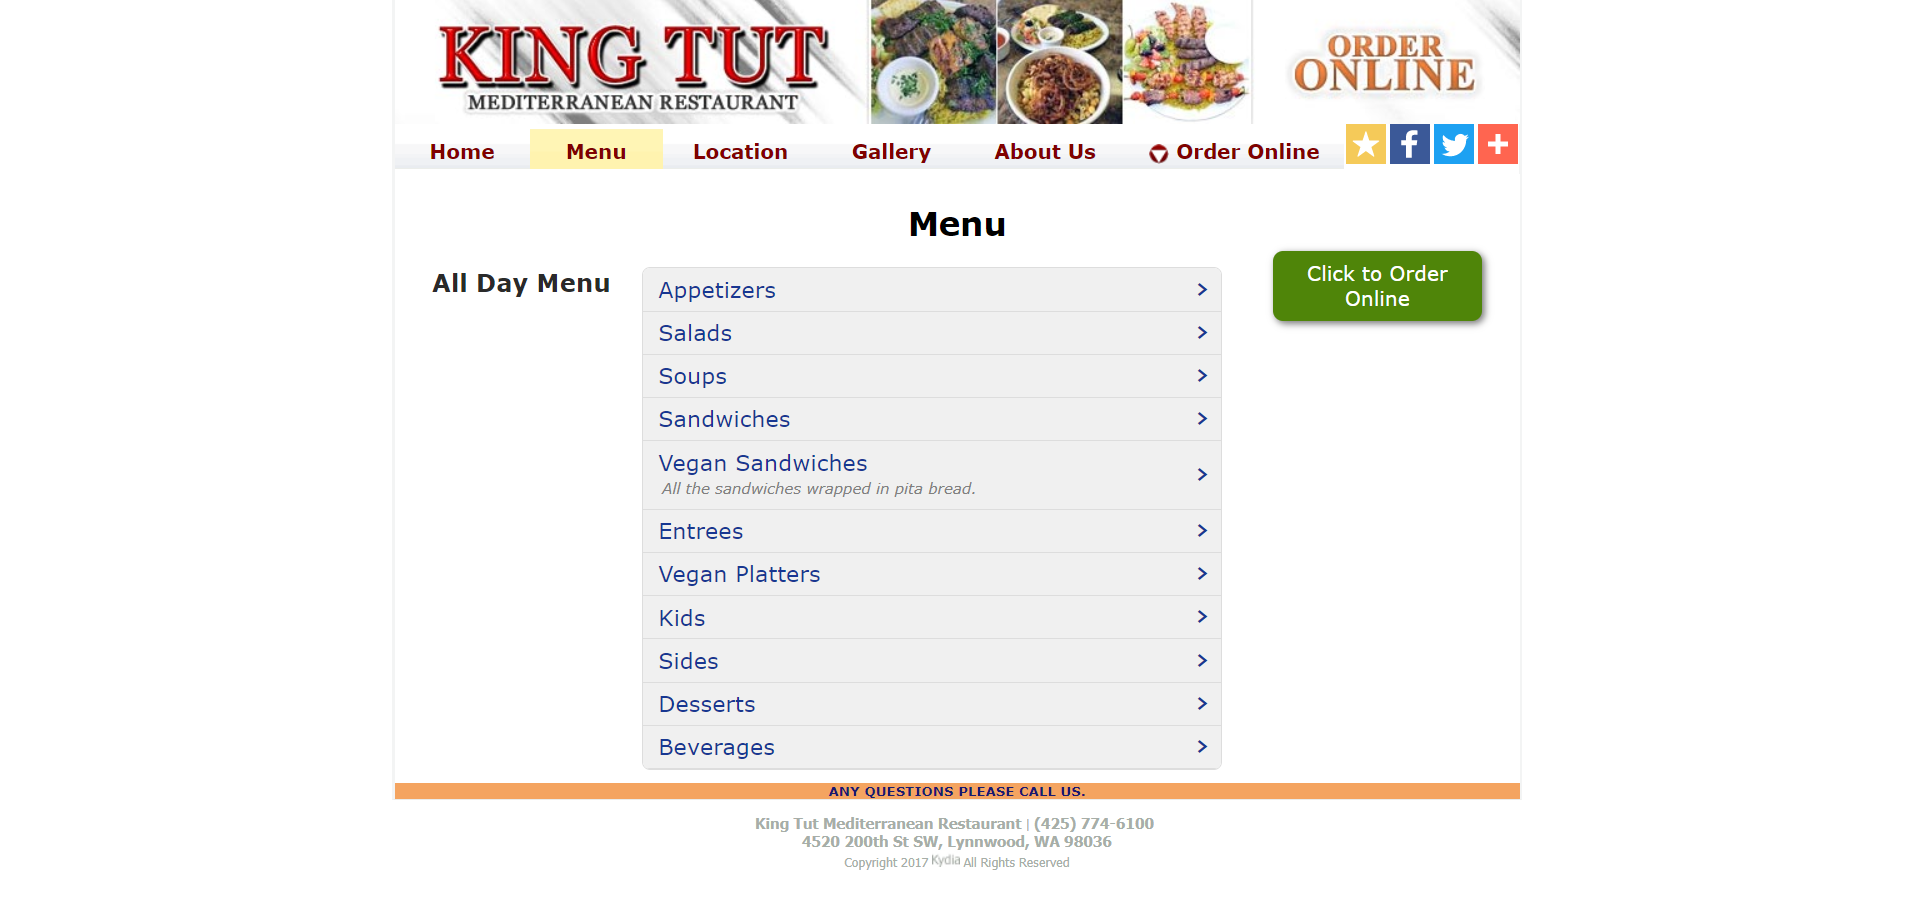 KING TUT
MEDITERRANEAN RESTAURANT
ORDER
ONLINE
Home
Menu
Location
Gallery
About Us
Order Online
Menu
All Day Menu
Click to Order
Online
Appetizers
Salads
Soups
Sandwiches
Vegan Sandwiches
All the sandwiches wrapped in pita bread.
Entrees
Vegan Platters
Kids
Sides
Desserts
Beverages
ANY QUESTIONS PLEASE CALL US.
King Tut Mediterranean Restaurant | (425) 774-6100
4520 200th St SW, Lynnwood, WA 98036
Copyright 2017 Kydia All Rights Reserved